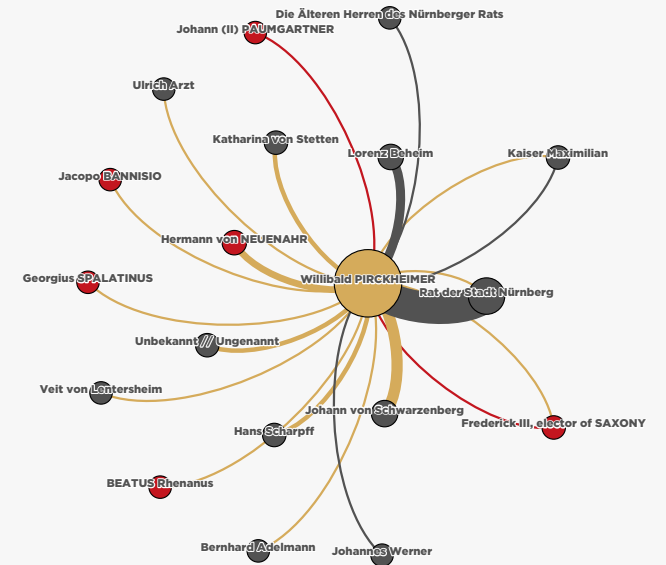 Die Älteren Herren des Nürnberger Rats
Johann (II) PAUMGARTNER
Ulrich Arzt
Katharina von Stetten
Lorenz Beheim
Kaiser Maximilian
Jacopo BANNISIO
Hermann von NEUENAHR
Georgius SPALATINUS
Willibald PIRCKHEIMER
Rat der Stadt Nürnberg
Unbekannt // Ungenannt
Veit von Lentersheim
Johann von Schwarzenberg
Frederick III, elector of SAXONY
Hans Scharpff
BEATUS Rhenanus
Bernhard Adelmann
Johannes Werner